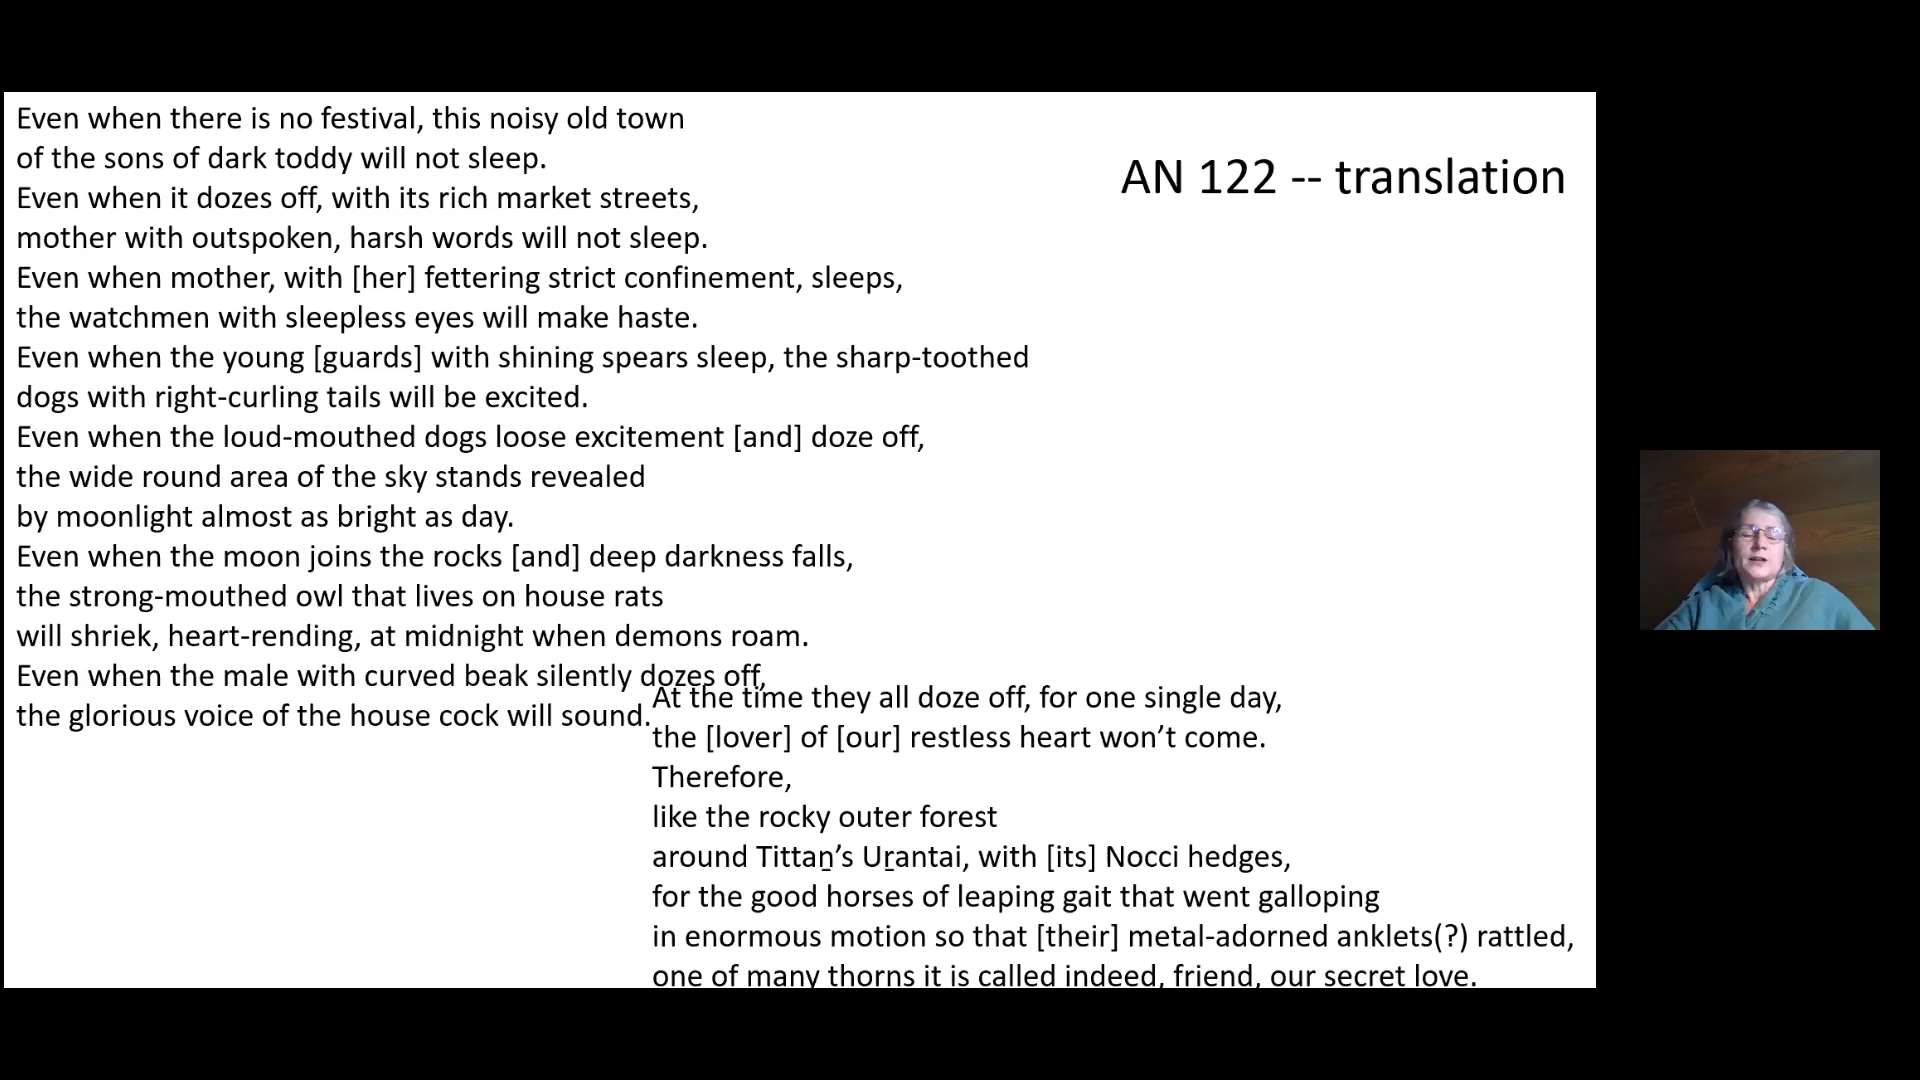 Even when there is no festival, this noisy old town
of the sons of dark toddy will not sleep.
Even when it dozes off, with its rich market streets,
mother with outspoken, harsh words will not sleep.
Even when mother, with [her] fettering strict confinement, sleeps,
the watchmen with sleepless eyes will make haste.
Even when the young [guards] with shining spears sleep, the sharp-toothed
dogs with right-curling tails will be excited.
Even when the loud-mouthed dogs loose excitement [and] doze off,
the wide round area of the sky stands revealed
by moonlight almost as bright as day.
Even when the moon joins the rocks [and] deep darkness falls,
the strong-mouthed owl that lives on house rats
will shriek, heart-rending, at midnight when demons roam.
Even when the male with curved beak silently dozes off,
the glorious voice of the house cock will sound.
AN 122 -- translation
At the time they all doze off, for one single day,
the [lover] of [our] restless heart won’t come.
Therefore,
like the rocky outer forest
around Tittaṉ’s Uṟantai, with [its] Nocci hedges,
for the good horses of leaping gait that went galloping
in enormous motion so that [their] metal-adorned anklets(?) rattled,
one of many thorns it is called indeed, friend, our secret love.